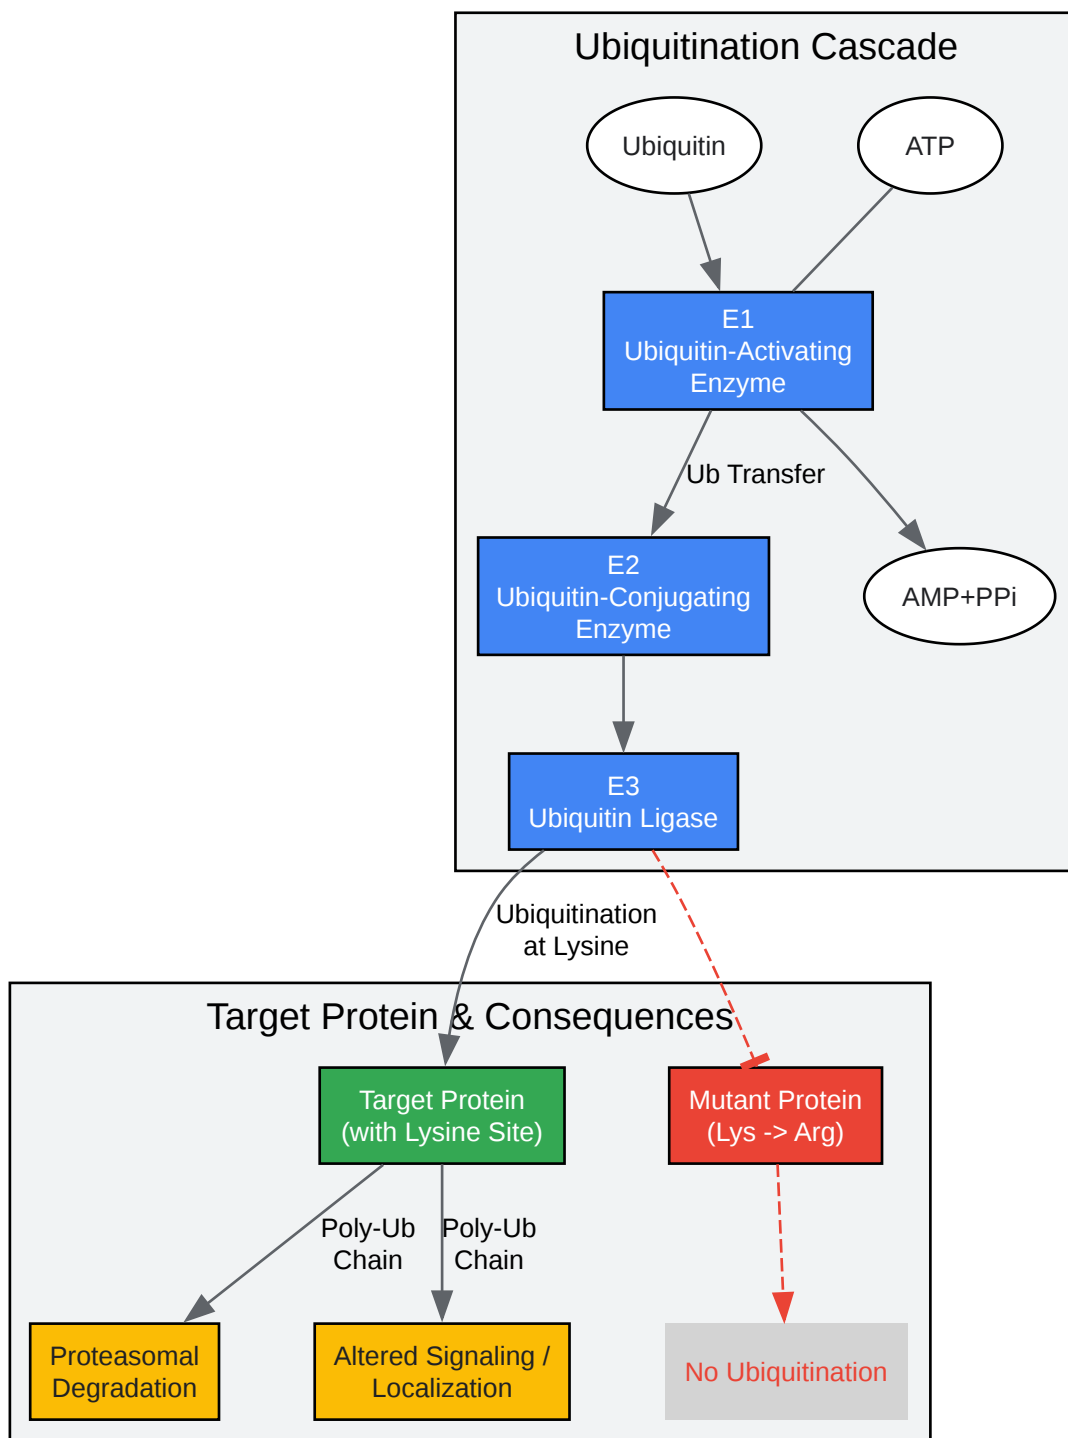 Ubiquitination Cascade
Ubiquitin
ATP
E1
Ubiquitin-Activating
Enzyme
Ub Transfer
E2
Ubiquitin-Conjugating
Enzyme
AMP+PPi
E3
Ubiquitin Ligase
Ubiquitination
at Lysine
Target Protein & Consequences
Target Protein
(with Lysine Site)
Mutant Protein
(Lys -> Arg)
Poly-Ub
Chain
Poly-Ub
Chain
Proteasomal
Degradation
Altered Signaling /
Localization
No Ubiquitination